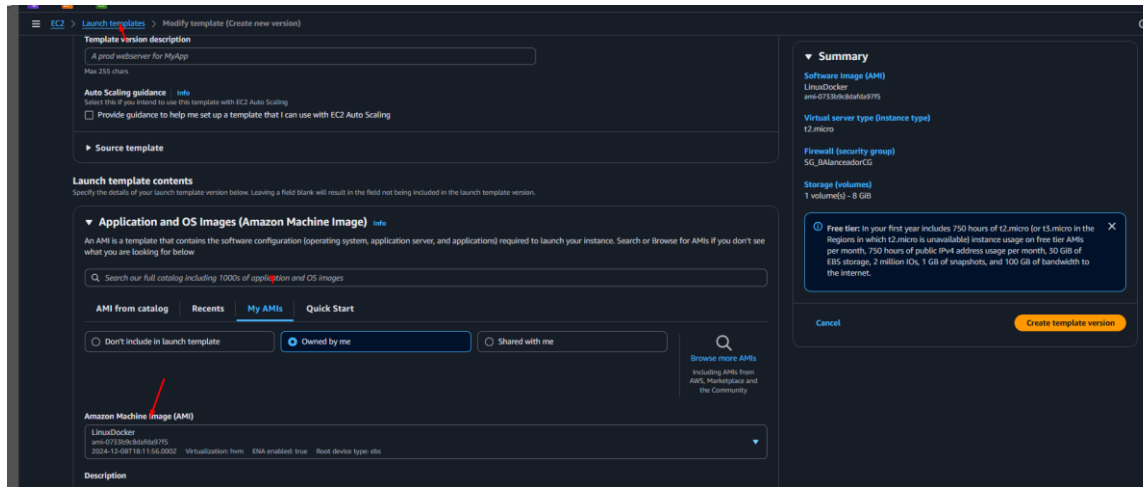 EC2 > Launch templates > Modify template (Create new version)
Template version description
A prod webserver for MyApp
Max 255 chars
Auto Scaling guidance | Info
Select this if you intend to use this template with EC2 Auto Scaling
Provide guidance to help me set up a template that I can use with EC2 Auto Scaling
Source template
Launch template contents
Specify the details of your launch template version below. Leaving a field blank will result in the field not being included in the launch template version.
Application and OS Images (Amazon Machine Image) Info
An AMI is a template that contains the software configuration (operating system, application server, and applications) required to launch your instance. Search or Browse for AMIs if you don't see
what you are looking for below
Search our full catalog including 1000s of application and OS images
AMI from catalog
Recents
My AMIs
Quick Start
Don't include in launch template
Owned by me
Shared with me
Browse more AMIs
Including AMIs from
AWS, Marketplace and
the Community
Amazon Machine Image (AMI)
LinuxDocker
ami-0733b9c8dafda97f5
2024-12-08T18:11:56.000Z Virtualization: hvm ENA enabled: true Root device type: ebs
Description
Summary
Software Image (AMI)
LinuxDocker
ami-0733b9c8dafda97f5
Virtual server type (instance type)
t2.micro
Firewall (security group)
SG_BAlanceadorCG
Storage (volumes)
1 volume(s) - 8 GiB
Free tier: In your first year includes 750 hours of t2.micro (or t3.micro in the
Regions in which t2.micro is unavailable) instance usage on free tier AMIs
per month, 750 hours of public IPv4 address usage per month, 30 GiB of
EBS storage, 2 million IOs, 1 GB of snapshots, and 100 GB of bandwidth to
the internet.
Cancel
Create template version